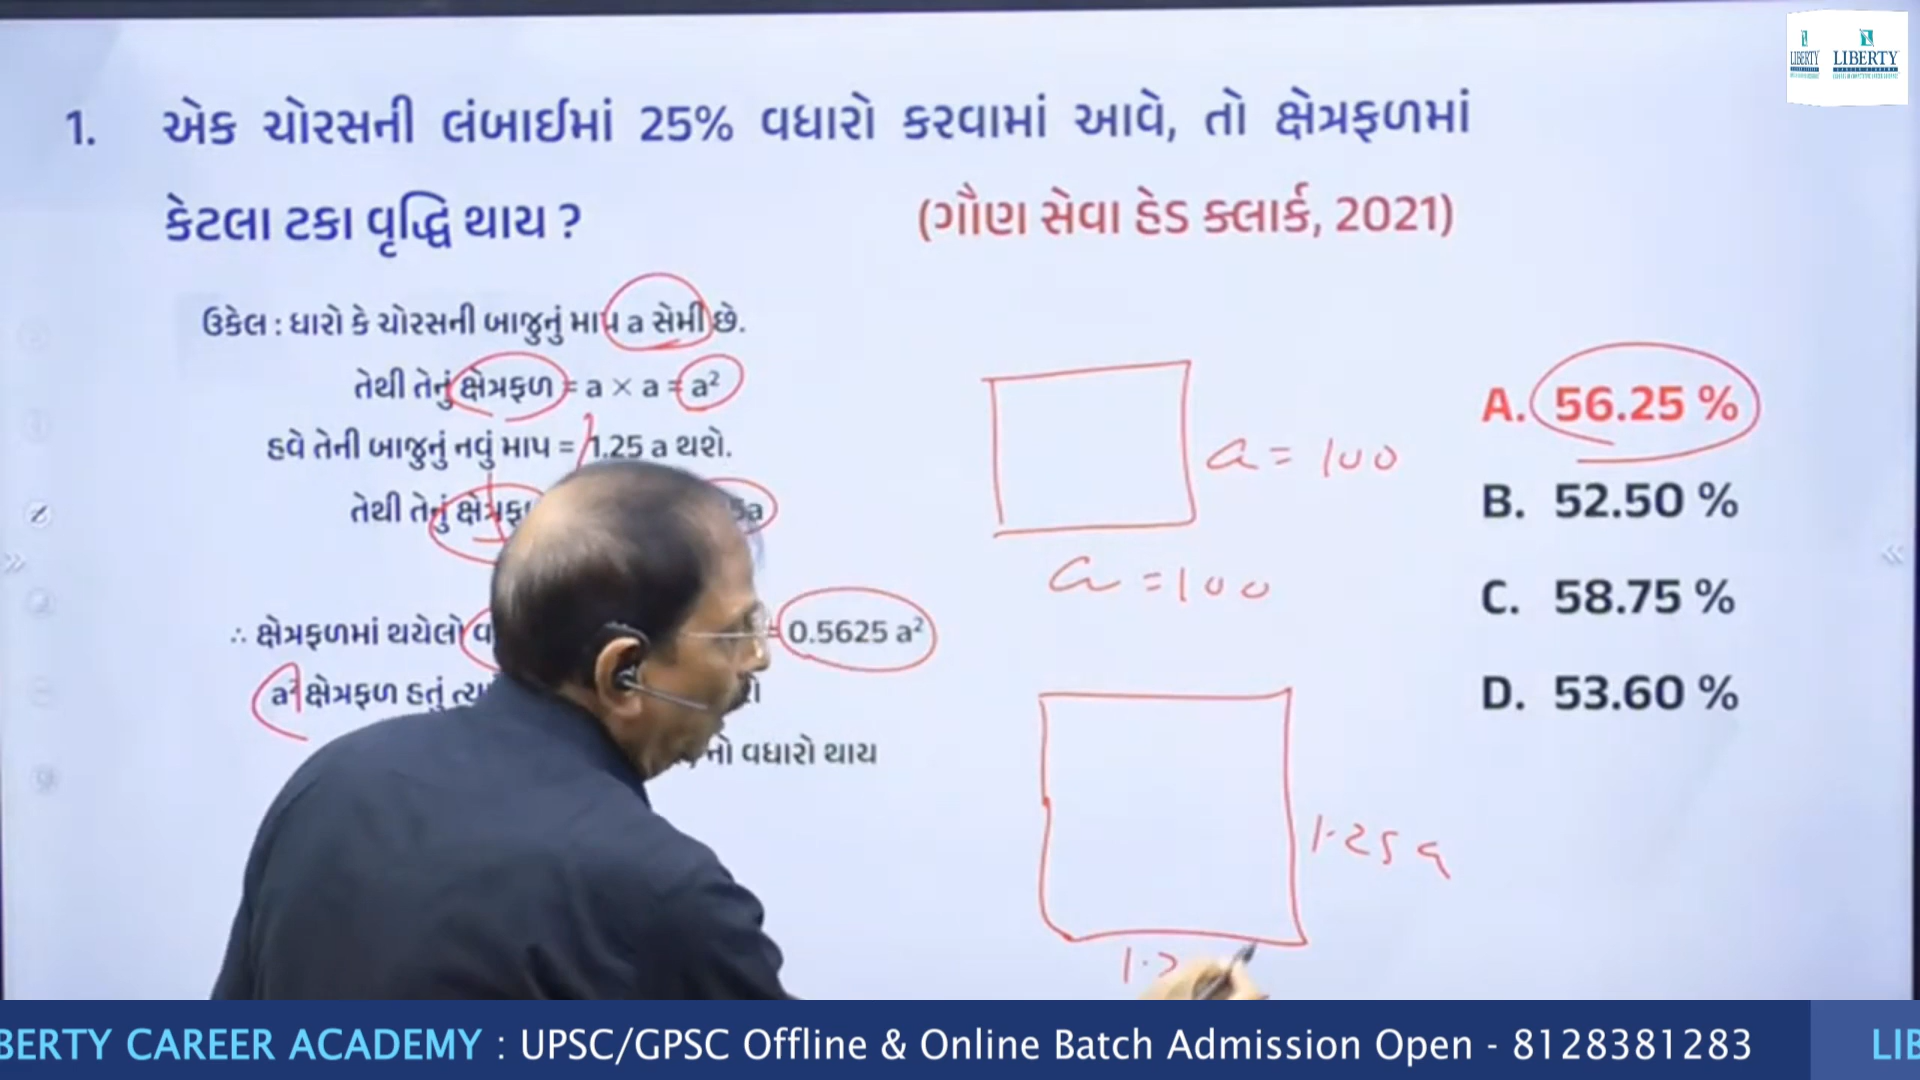 LIBERTY LIBERTY
1. એક ચોરસની લંબાઈમાં 25% વધારો કરવામાં આવે, તો ક્ષેત્રફળમાં
કેટલા ટકા વૃદ્ધિ થાય ? (ગૌણ સેવા હેડ ક્લાર્ક, 2021)
ઉકેલ : ધારો કે ચોરસની બાજુનું માપ a સેમી છે.
તેથી તેનું ક્ષેત્રફળ = a × a = a²
હવે તેની બાજુનું નવું માપ = 1.25 a થશે.
તેથી તેનું
∴ ક્ષેત્રફળમાં થયેલો = 0.5625 a²
a² ક્ષેત્રફળ હતું
નો વધારો થાય
a = 100
a = 100
1.25 a
A. 56.25 %
B. 52.50 %
C. 58.75 %
D. 53.60 %
BERTY CAREER ACADEMY : UPSC/GPSC Offline & Online Batch Admission Open - 8128381283 LIB